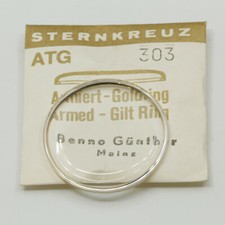 STERNKREUZ
ATG 303
Armiert-Goldring
Armed - Gilt Ring
Benno Günther
Mainz